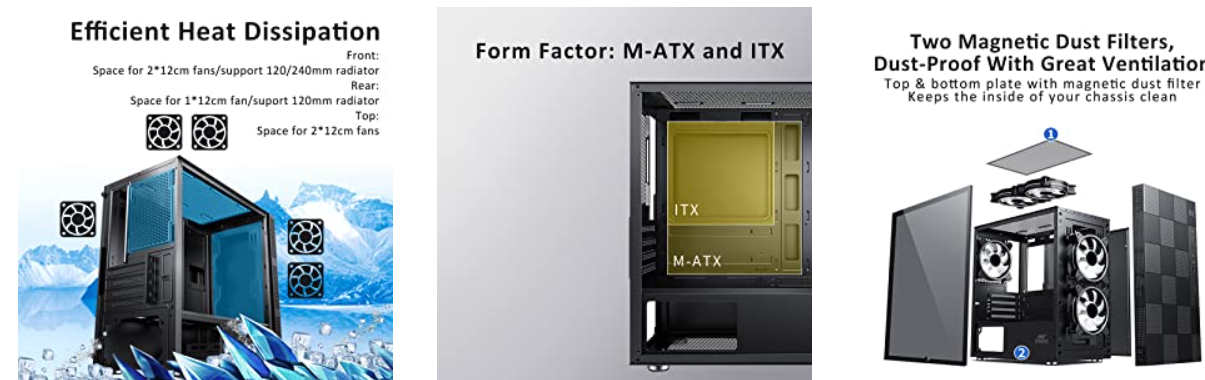 Efficient Heat Dissipation
Front:
Space for 2*12cm fans/support 120/240mm radiator
Rear:
Space for 1*12cm fan/suport 120mm radiator
Top:
Space for 2*12cm fans
Form Factor: M-ATX and ITX
ITX
M-ATX
Two Magnetic Dust Filters,
Dust-Proof With Great Ventilation
Top & bottom plate with magnetic dust filter
Keeps the inside of your chassis clean
1
2